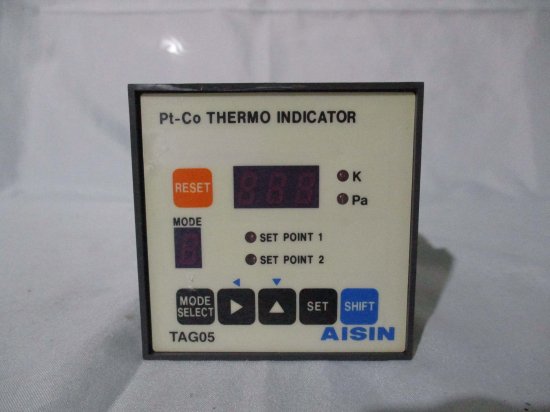 Pt-Co THERMO INDICATOR
RESET
K
Pa
MODE
SET POINT 1
SET POINT 2
MODE SELECT
SET
SHIFT
TAG05
AISIN